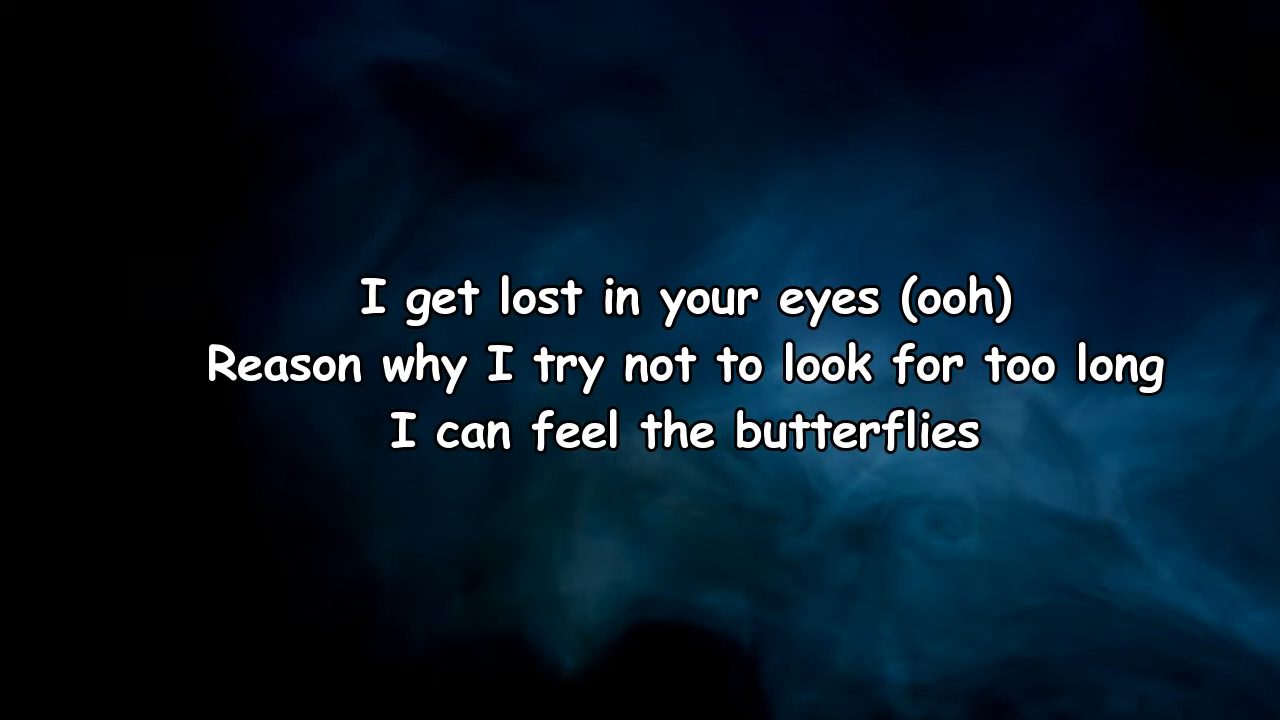 I get lost in your eyes (ooh)
Reason why I try not to look for too long
I can feel the butterflies